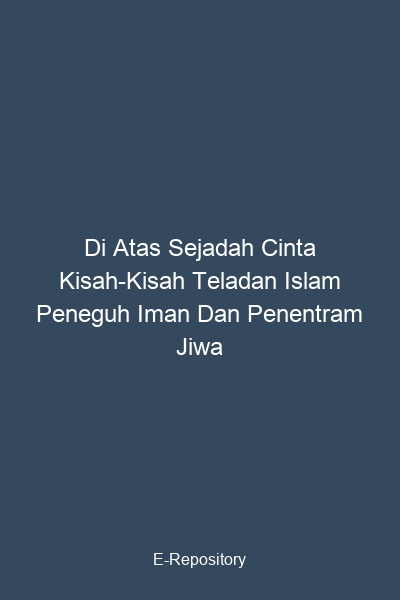 Di Atas Sejadah Cinta
Kisah-Kisah Teladan Islam
Peneguh Iman Dan Penentram
Jiwa
E-Repository